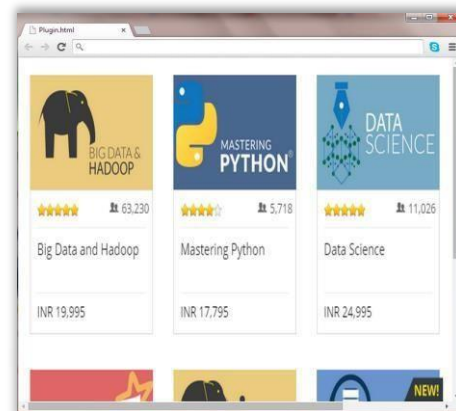 Plugin.html
BIG DATA &
HADOOP
MASTERING
PYTHON
DATA
SCIENCE
63,230
5,718
11,026
Big Data and Hadoop
Mastering Python
Data Science
INR 19,995
INR 17,795
INR 24,995
NEW!